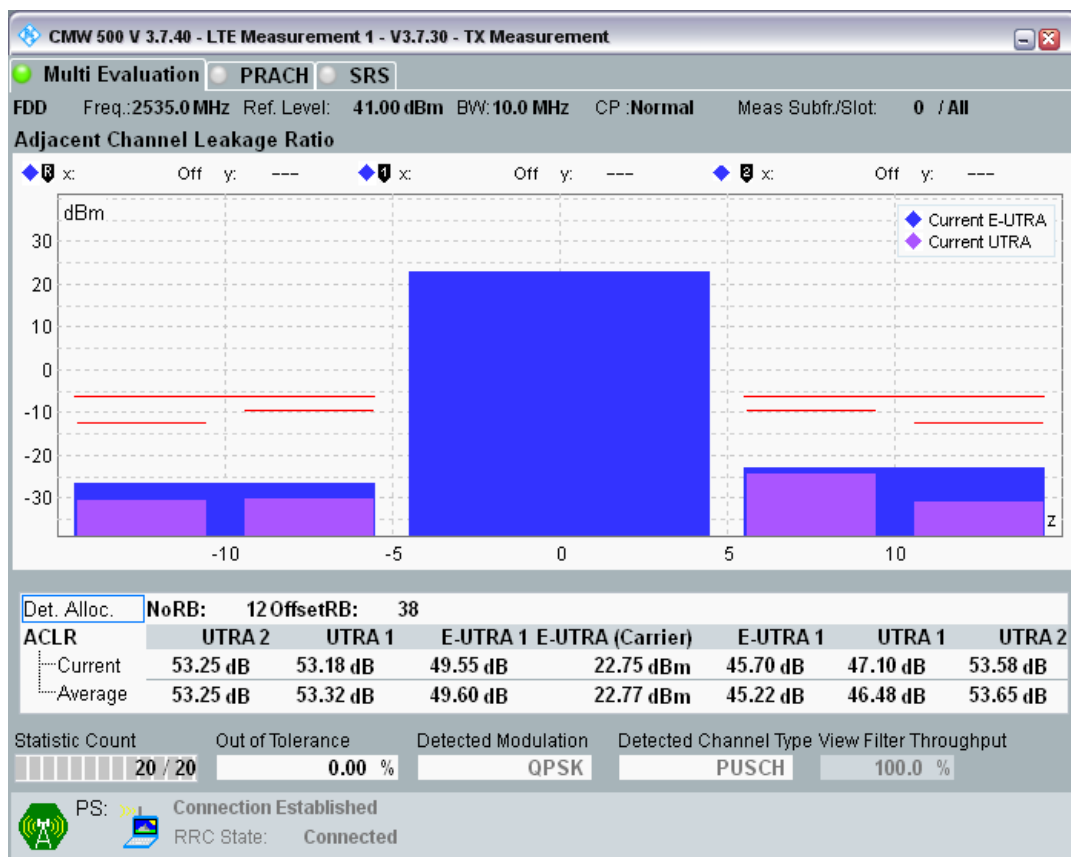 CMW 500 V 3.7.40 - LTE Measurement 1 - V3.7.30 - TX Measurement
Multi Evaluation PRACH SRS
FDD Freq.:2535.0 MHz Ref. Level: 41.00 dBm BW:10.0 MHz CP :Normal Meas Subfr./Slot: 0 / All
Adjacent Channel Leakage Ratio
R x: Off y: --- 1 x: Off y: --- 2 x: Off y: ---
dBm
Current E-UTRA
Current UTRA
30
20
10
0
-10
-20
-30
z
-10 -5 0 5 10
Det. Alloc. NoRB: 12 OffsetRB: 38
ACLR UTRA 2 UTRA 1 E-UTRA 1 E-UTRA (Carrier) E-UTRA 1 UTRA 1 UTRA 2
Current 53.25 dB 53.18 dB 49.55 dB 22.75 dBm 45.70 dB 47.10 dB 53.58 dB
Average 53.25 dB 53.32 dB 49.60 dB 22.77 dBm 45.22 dB 46.48 dB 53.65 dB
Statistic Count Out of Tolerance Detected Modulation Detected Channel Type View Filter Throughput
20 / 20 0.00 % QPSK PUSCH 100.0 %
PS: Connection Established
RRC State: Connected